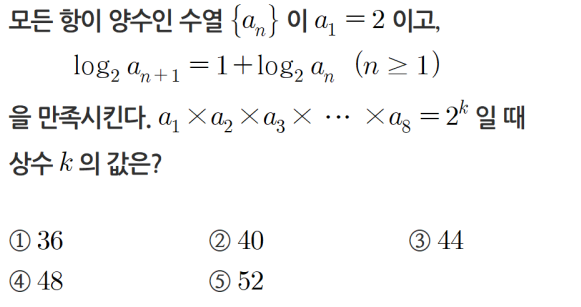 모든 항이 양수인 수열 {aₙ} 이 a₁ = 2 이고,
log₂ aₙ₊₁ = 1 + log₂ aₙ (n ≥ 1)
을 만족시킨다. a₁ × a₂ × a₃ × ⋯ × a₈ = 2ᵏ 일 때
상수 k 의 값은?
① 36 ② 40 ③ 44
④ 48 ⑤ 52